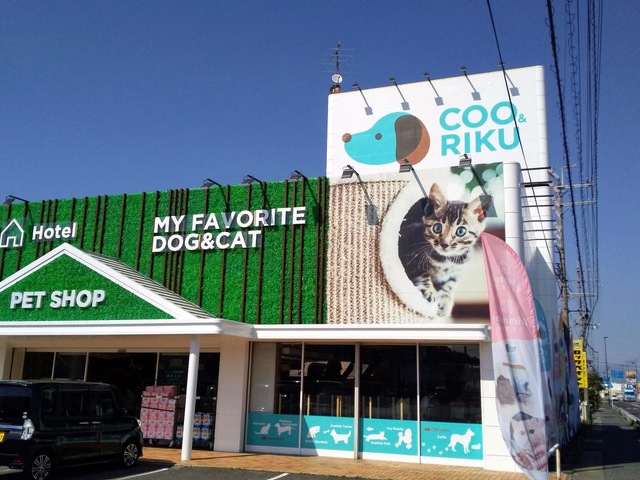 COO&
RIKU
MY FAVORITE
DOG&CAT
Hotel
PET SHOP